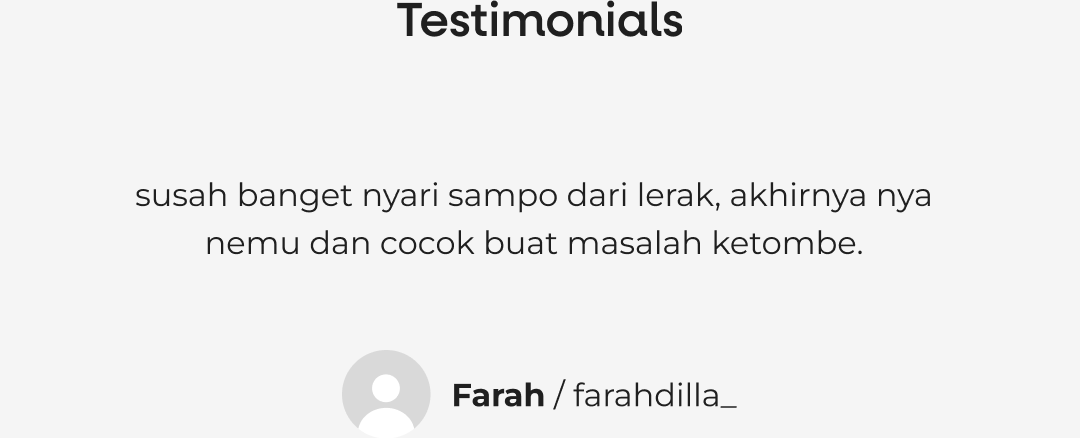 Testimonials
susah banget nyari sampo dari lerak, akhirnya nya
nemu dan cocok buat masalah ketombe.
Farah / farahdilla_